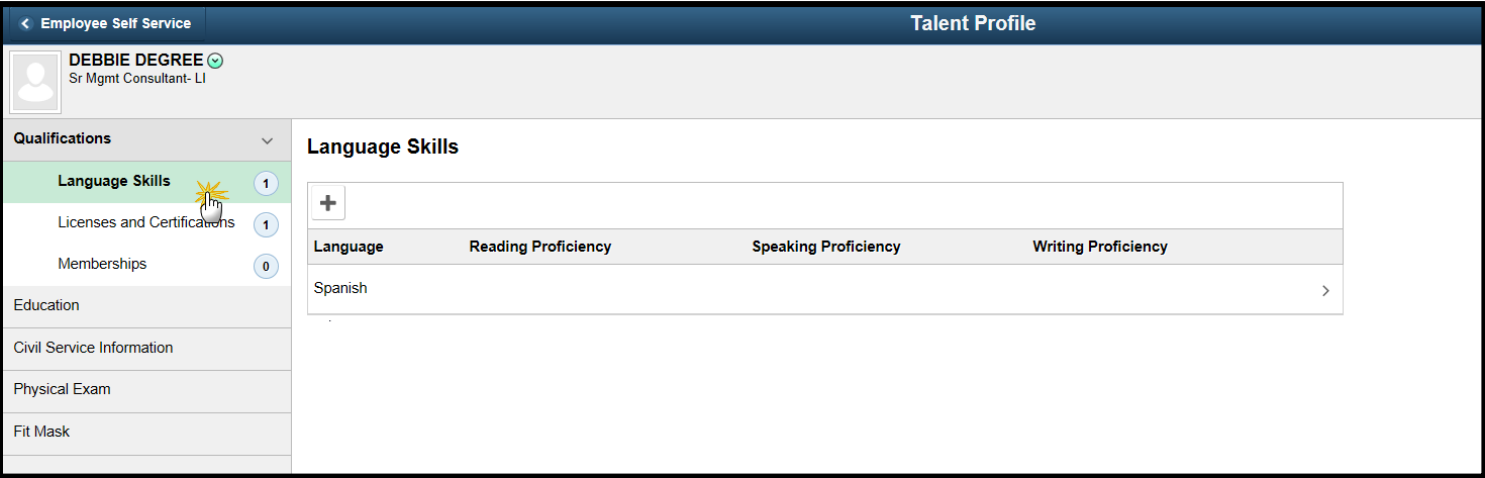 Employee Self Service
Talent Profile
DEBBIE DEGREE
Sr Mgmt Consultant- LI
Qualifications
Language Skills 1
Licenses and Certifications 1
Memberships 0
Education
Civil Service Information
Physical Exam
Fit Mask
Language Skills
+
Language Reading Proficiency Speaking Proficiency Writing Proficiency
Spanish